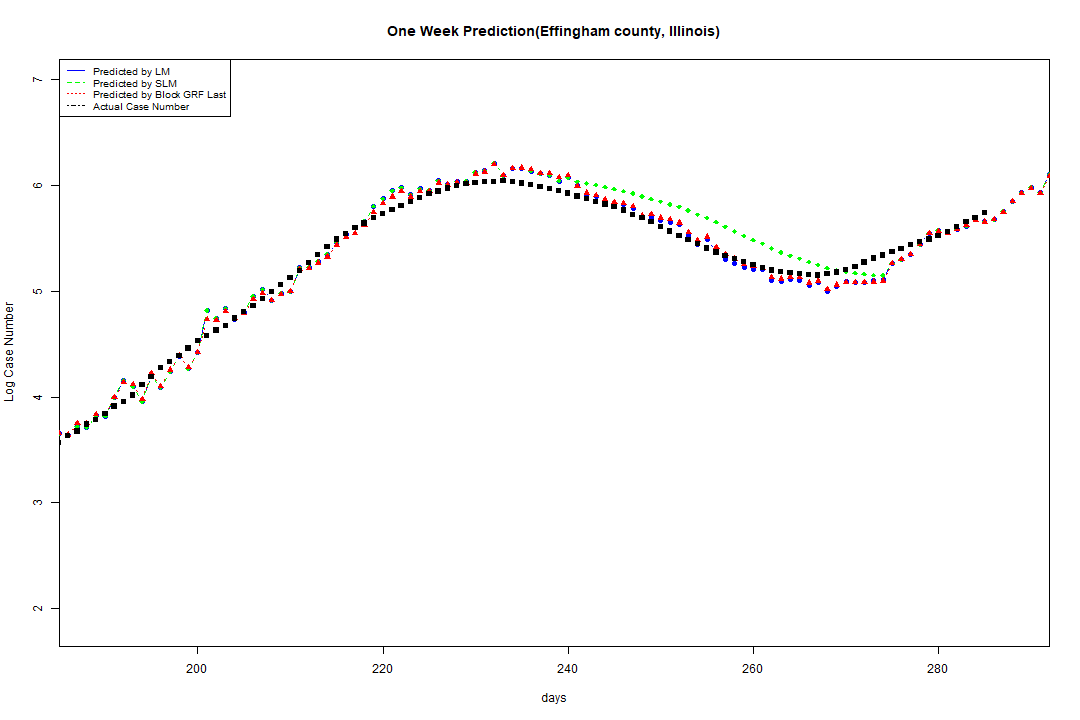 One Week Prediction(Effingham county, Illinois)
Predicted by LM
Predicted by SLM
Predicted by Block GRF Last
Actual Case Number
7
6
5
4
3
2
Log Case Number
200 220 240 260 280
days